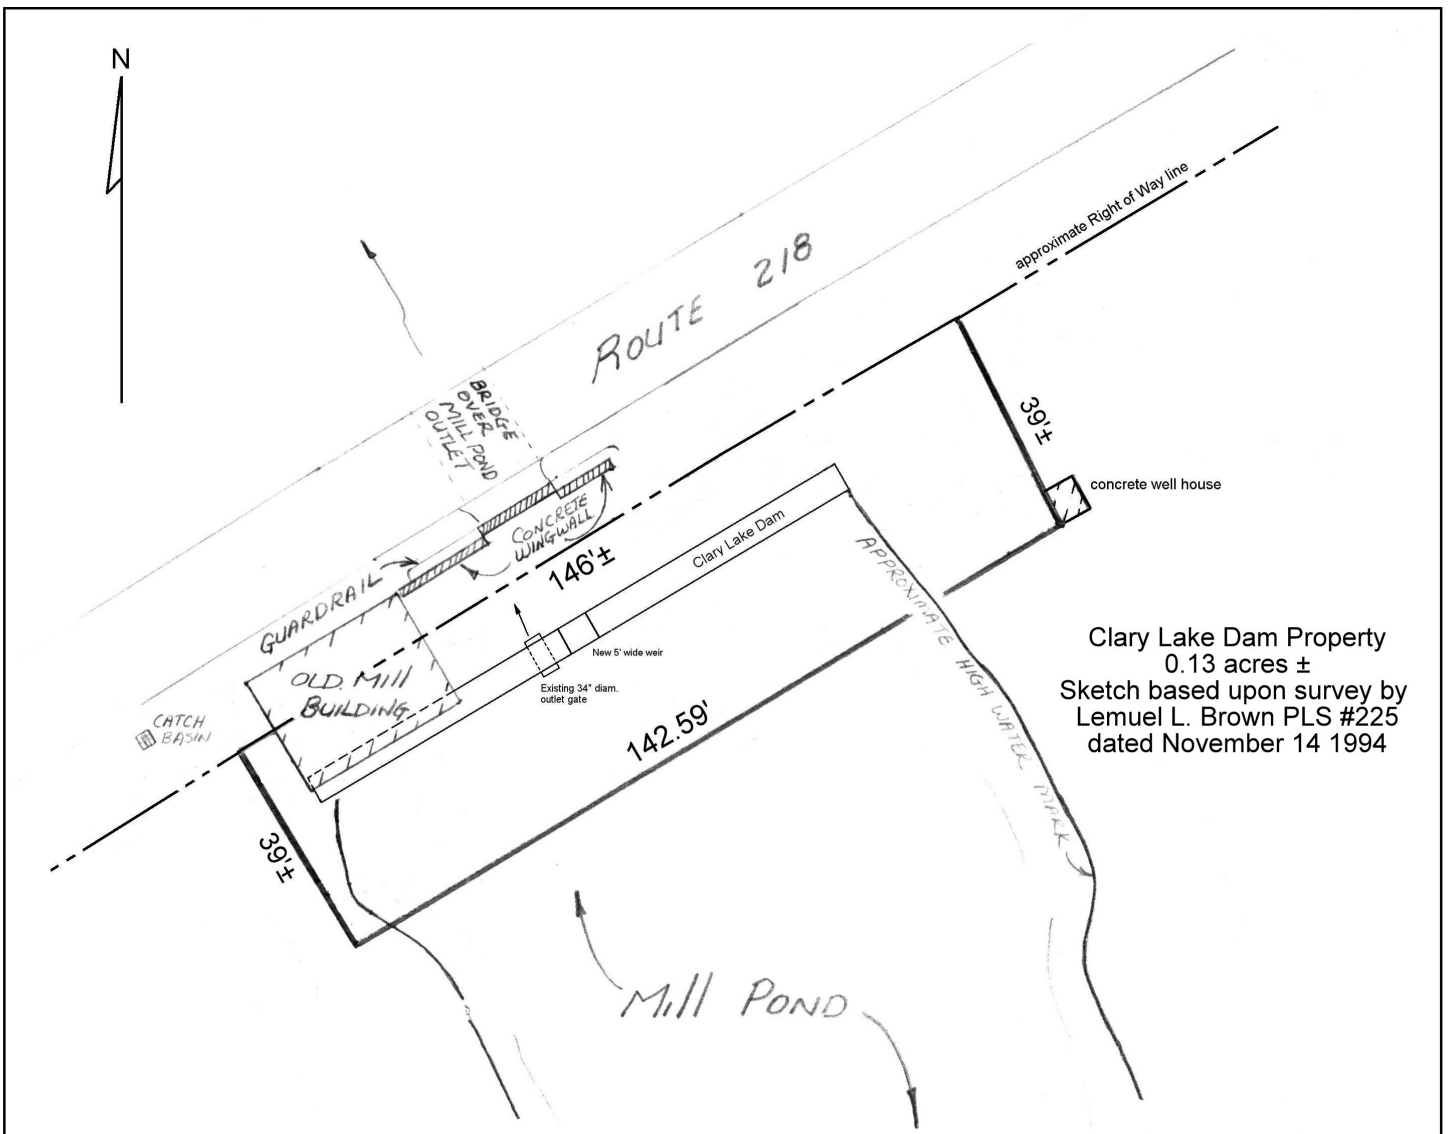 N
approximate Right of Way line
ROUTE 218
BRIDGE
OVER
MILL POND
OUTLET
39'±
concrete well house
CONCRETE
WINGWALL
146'±
Clary Lake Dam
GUARDRAIL
APPROXIMATE HIGH WATER MARK
New 5' wide weir
Existing 34" diam.
outlet gate
OLD MILL
BUILDING
CATCH
BASIN
142.59'
Clary Lake Dam Property
0.13 acres ±
Sketch based upon survey by
Lemuel L. Brown PLS #225
dated November 14 1994
39'±
Mill POND